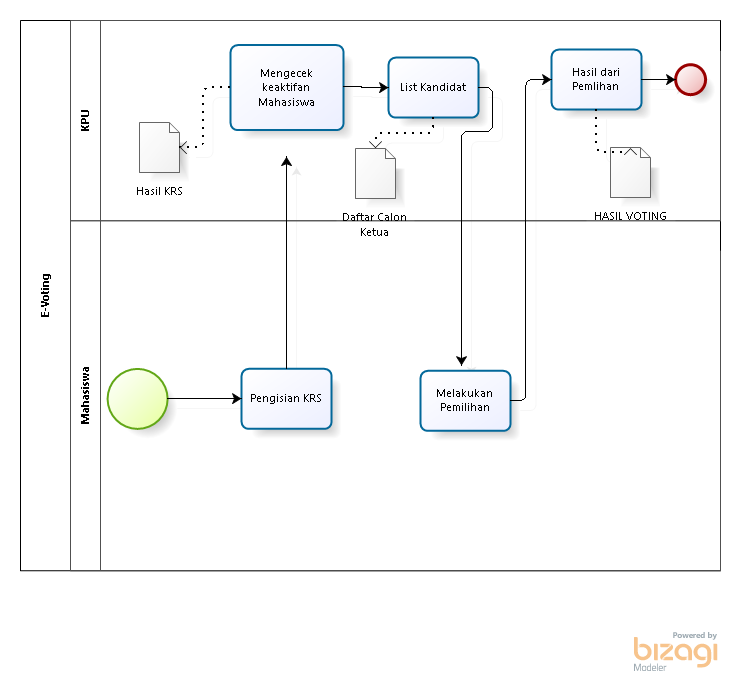 E-Voting
KPU
Mengecek
keaktifan
Mahasiswa
List Kandidat
Hasil dari
Pemlihan
Hasil KRS
Daftar Calon
Ketua
HASIL VOTING
Mahasiswa
Pengisian KRS
Melakukan
Pemilihan
Powered by
bizagi
Modeler